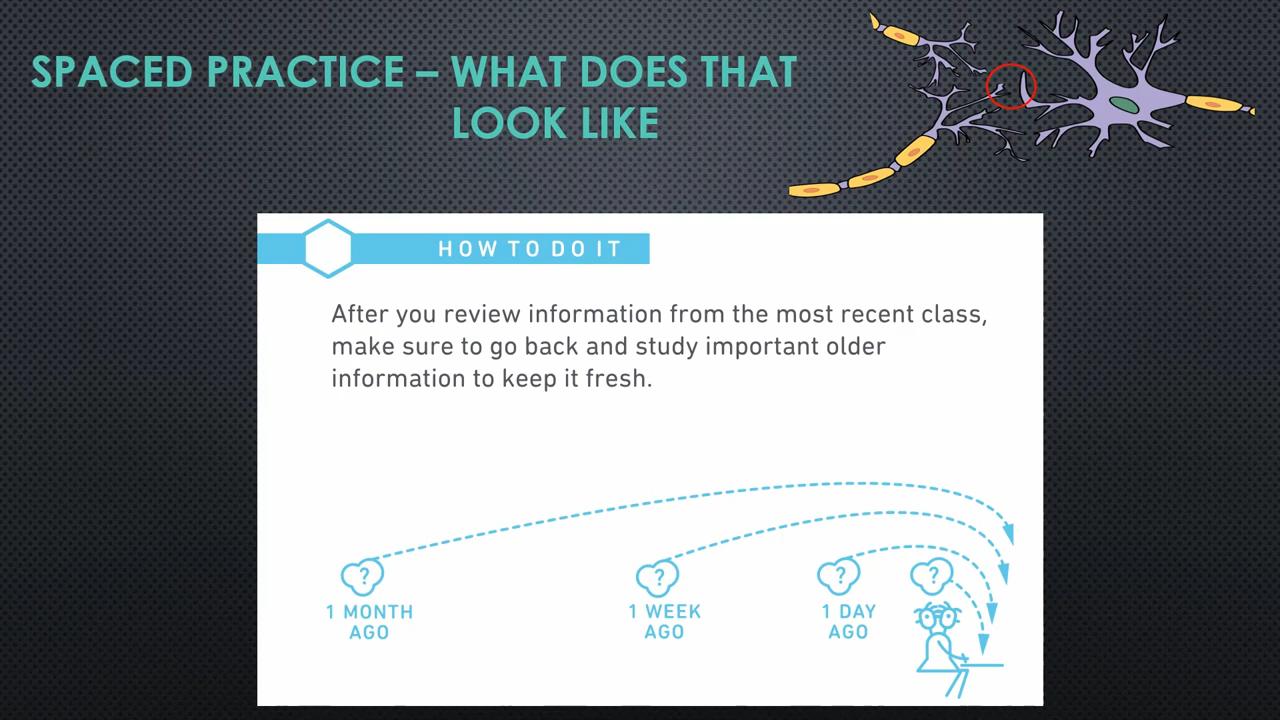 SPACED PRACTICE – WHAT DOES THAT
LOOK LIKE
HOW TO DO IT
After you review information from the most recent class,
make sure to go back and study important older
information to keep it fresh.
?
?
?
?
1 MONTH
AGO
1 WEEK
AGO
1 DAY
AGO